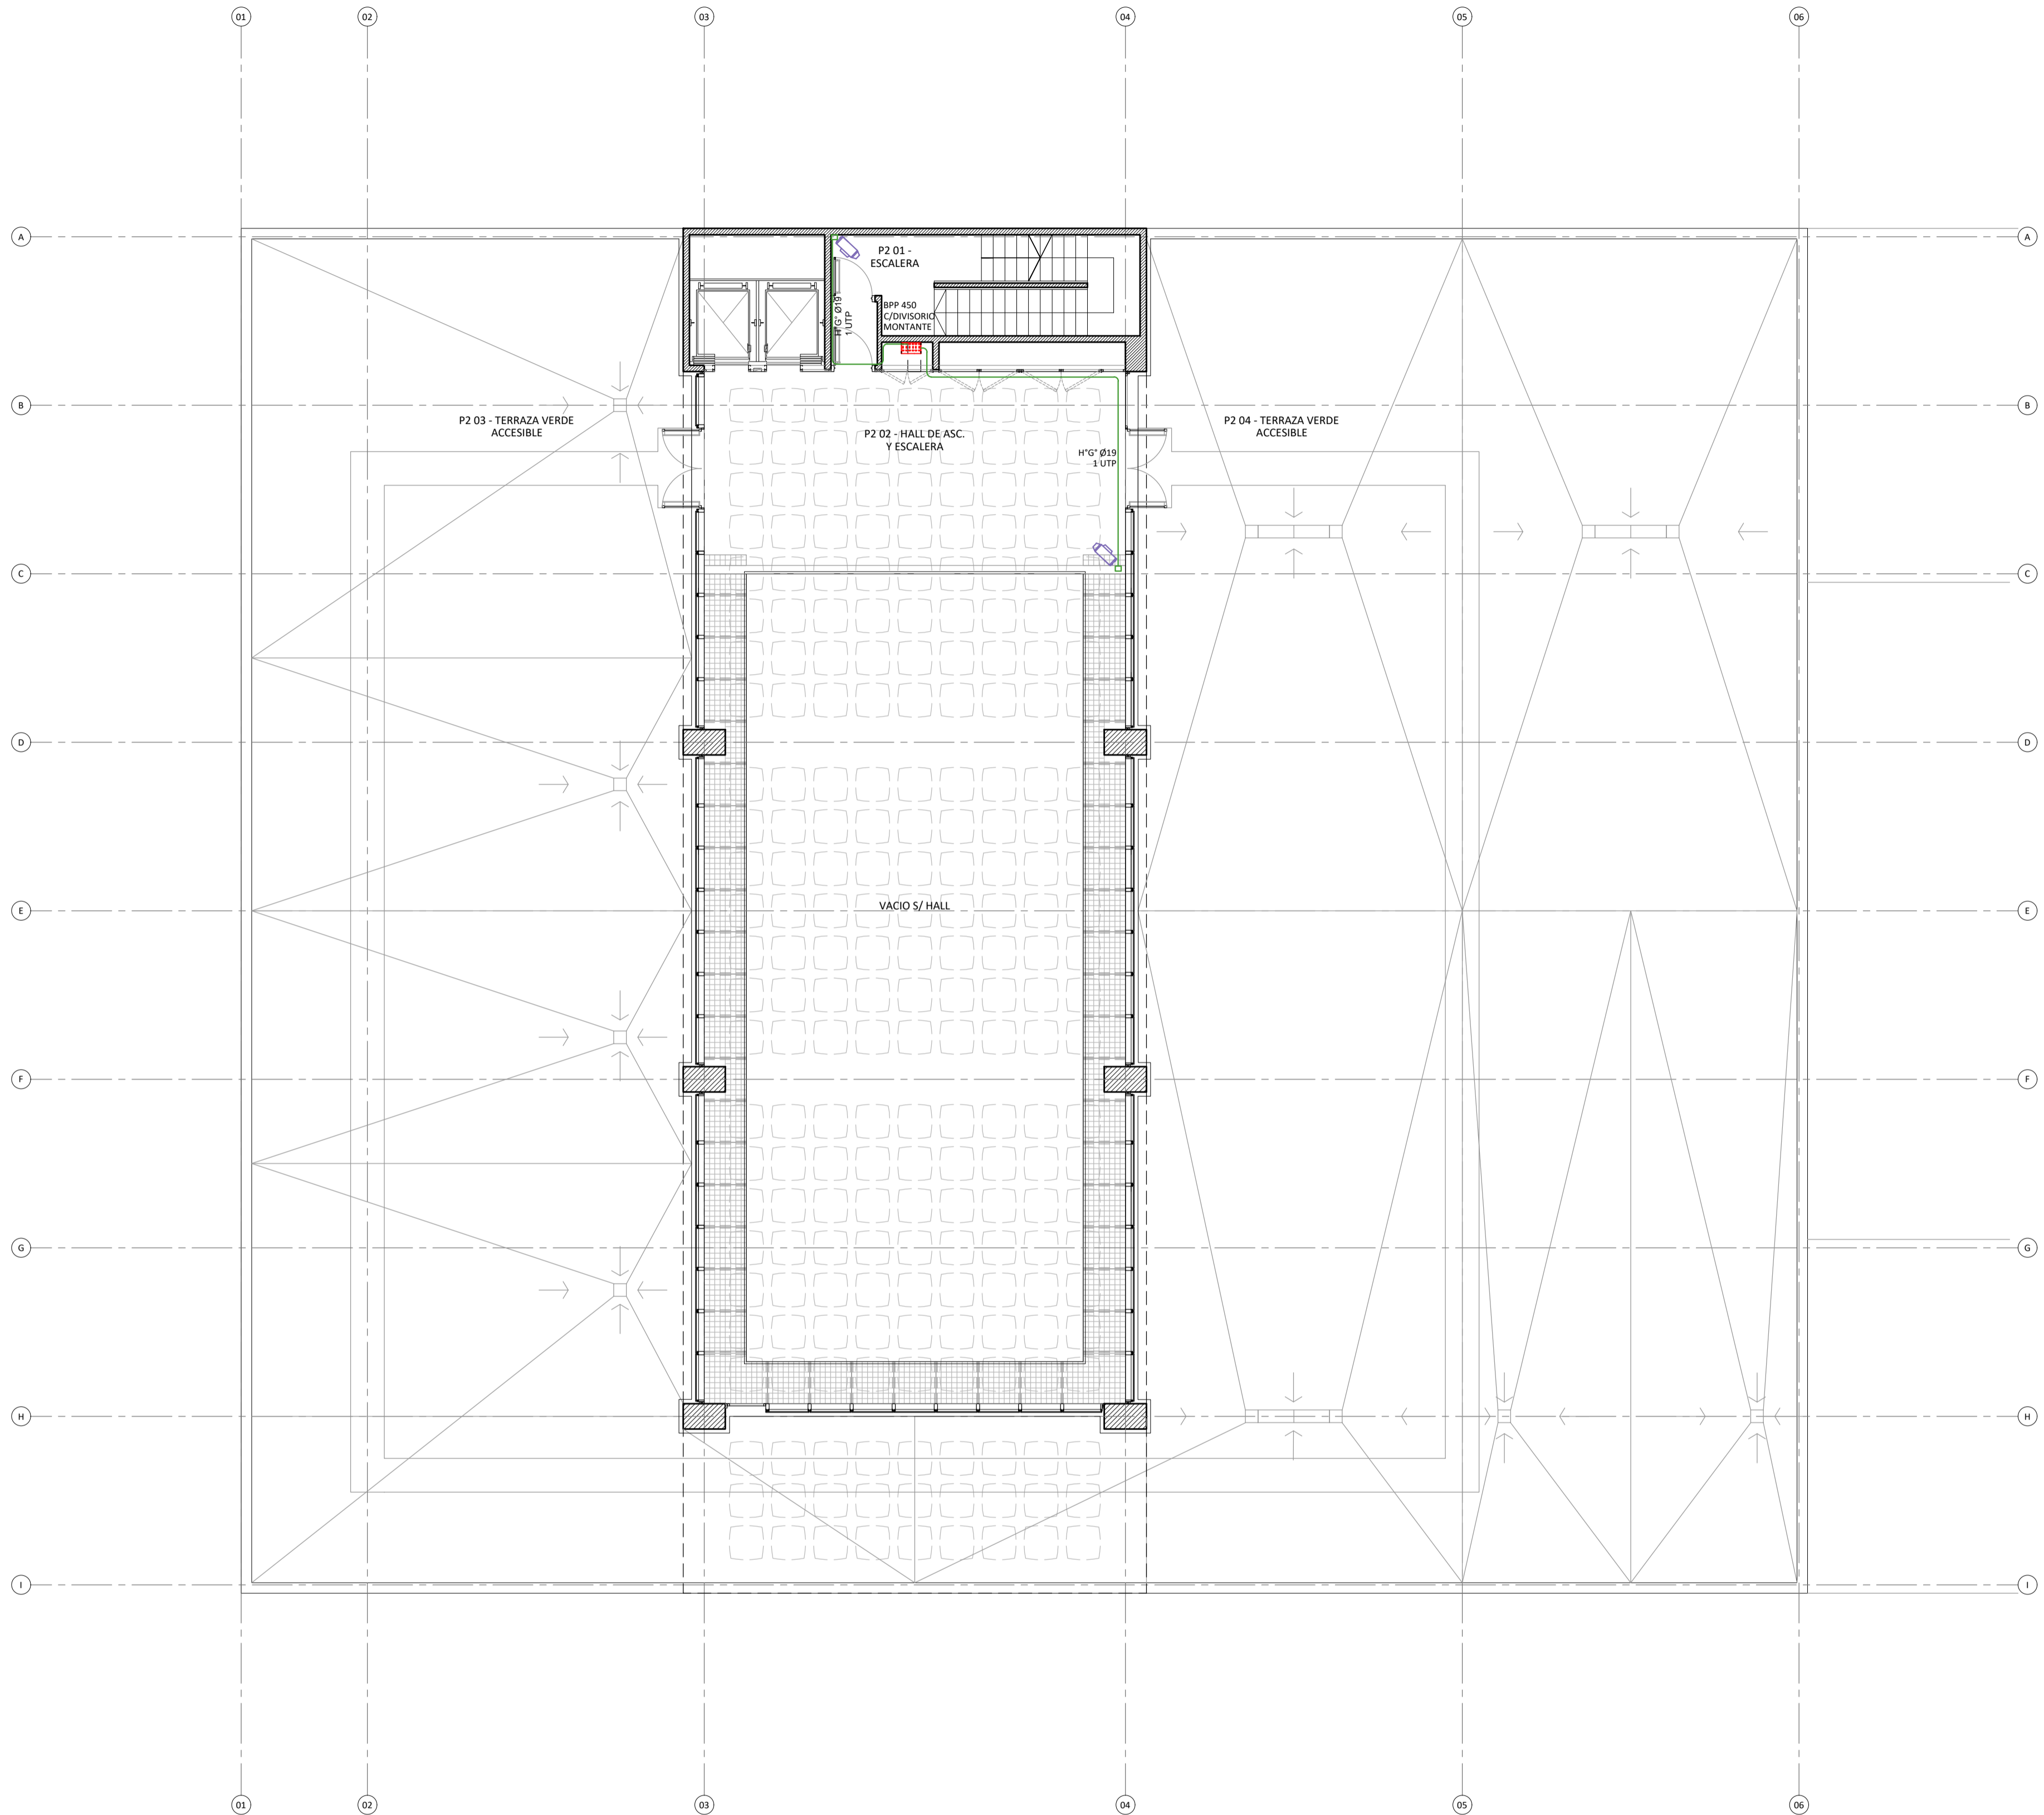 01
02
03
04
05
06
A
A
P2 01 -
ESCALERA
H°G° Ø19
1 UTP
BPP 450
C/DIVISORIO
MONTANTE
B
B
P2 03 - TERRAZA VERDE
ACCESIBLE
P2 02 - HALL DE ASC.
Y ESCALERA
P2 04 - TERRAZA VERDE
ACCESIBLE
H°G° Ø19
1 UTP
C
C
D
D
VACIO S/ HALL
E
E
F
F
G
G
H
H
I
I
01
02
03
04
05
06